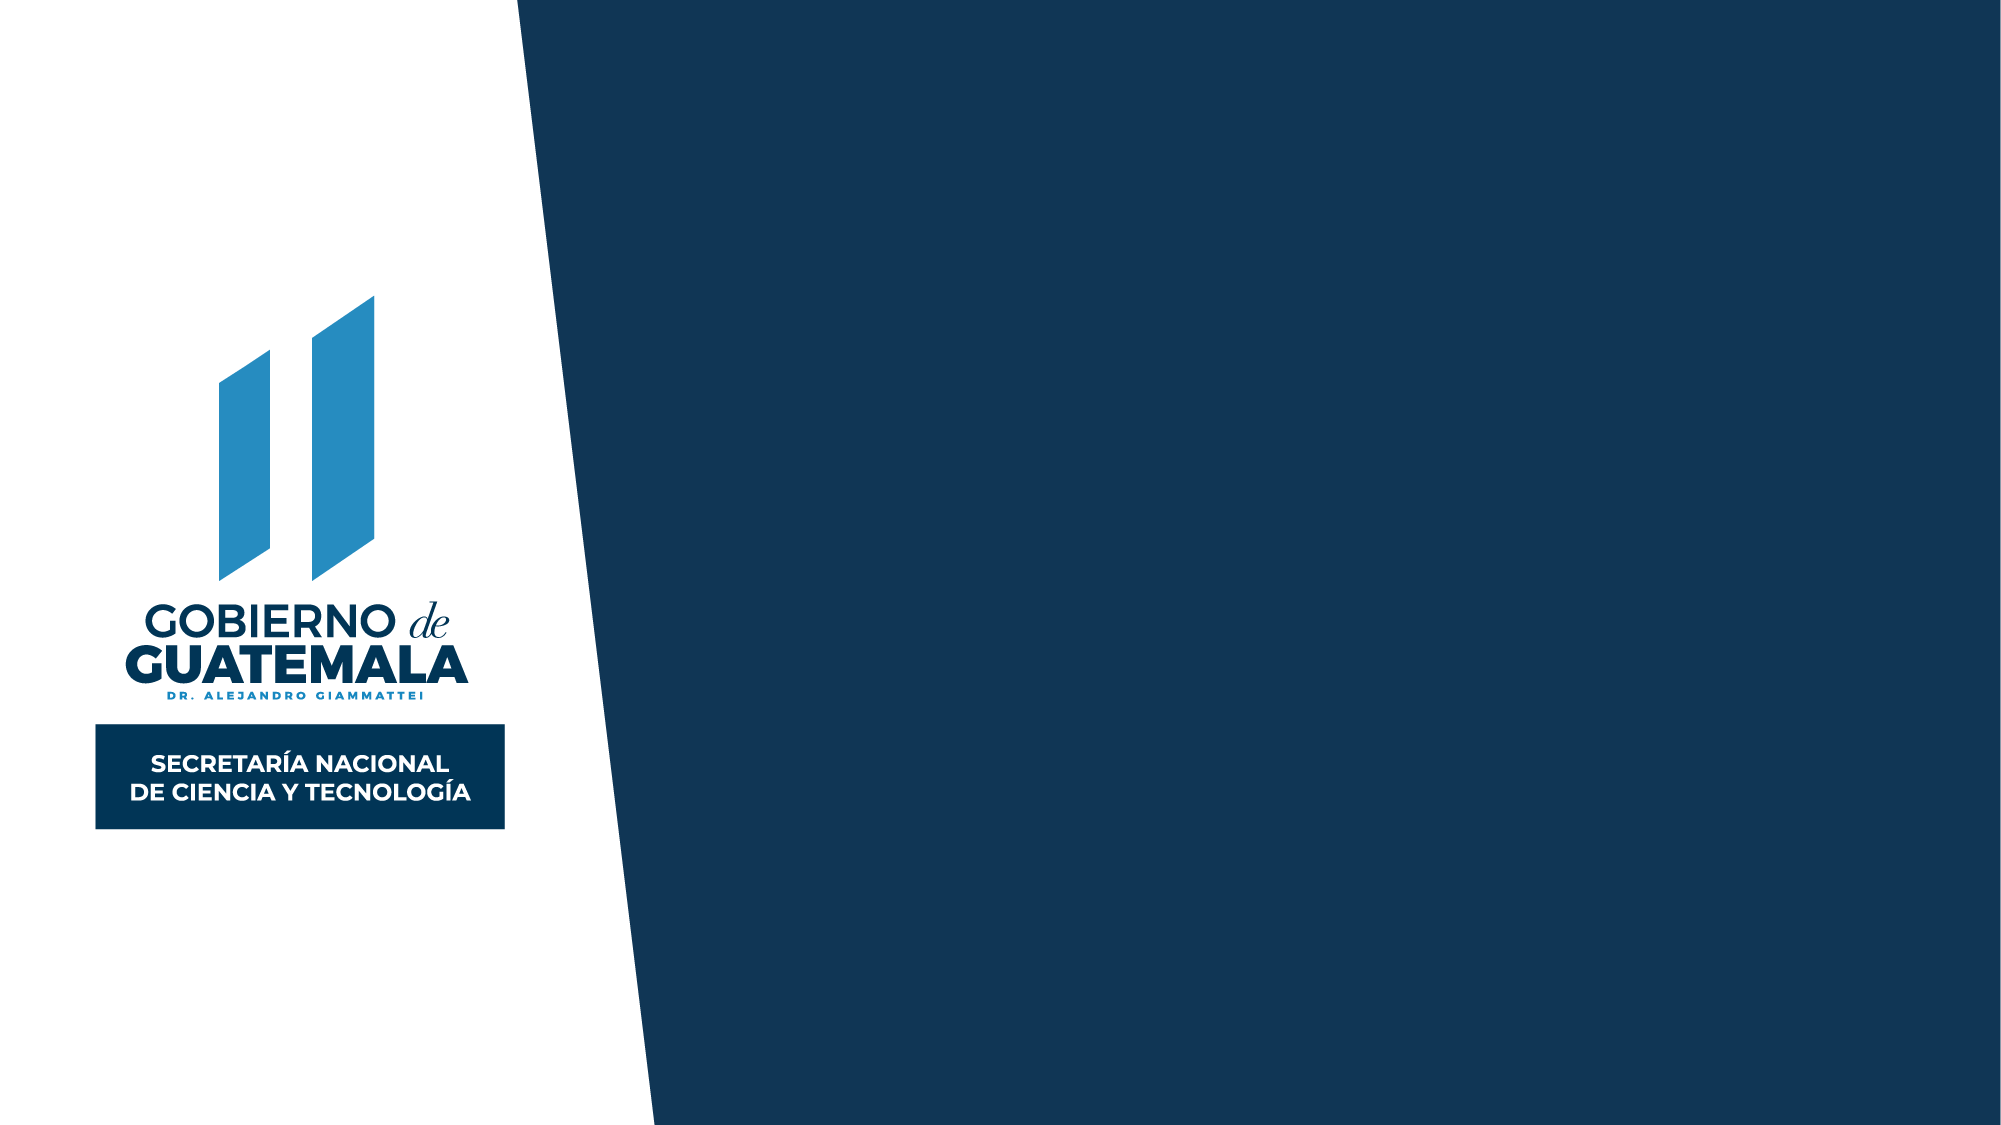 GOBIERNO de
GUATEMALA
DR. ALEJANDRO GIAMMATTEI
SECRETARÍA NACIONAL
DE CIENCIA Y TECNOLOGÍA